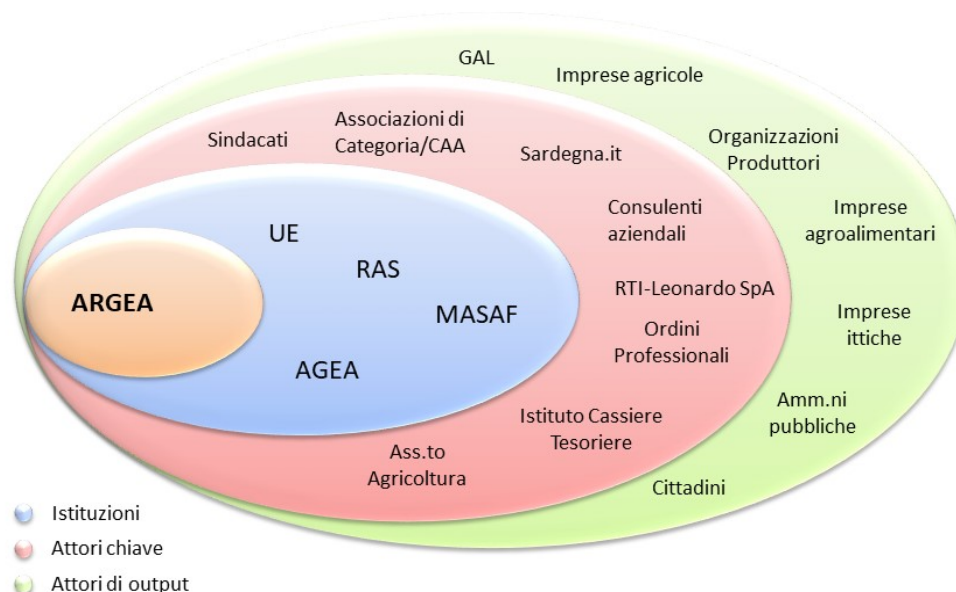 GAL
Imprese agricole
Sindacati
Associazioni di
Categoria/CAA
Sardegna.it
Organizzazioni
Produttori
UE
RAS
MASAF
AGEA
ARGEA
Consulenti
aziendali
Imprese
agroalimentari
RTI-Leonardo SpA
Ordini
Professionali
Imprese
ittiche
Istituto Cassiere
Tesoriere
Amm.ni
pubbliche
Ass.to
Agricoltura
Cittadini
Istituzioni
Attori chiave
Attori di output